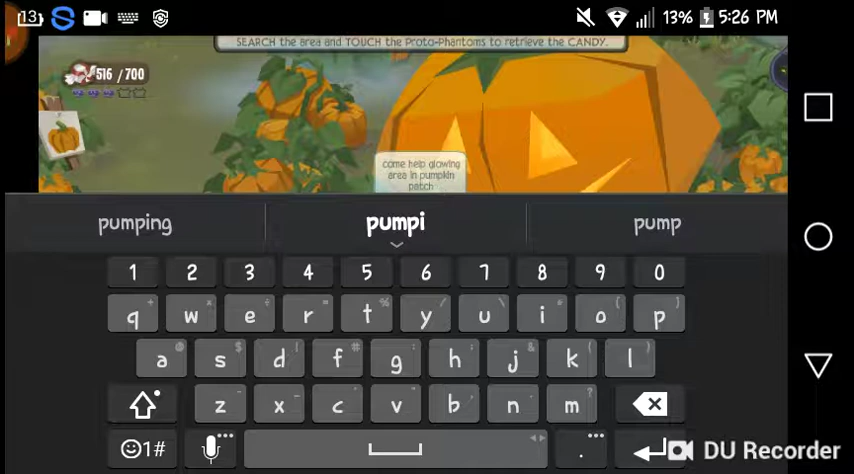 13 13% 5:26 PM
SEARCH the area and TOUCH the Proto-Phantoms to retrieve the CANDY.
516 / 700
come help glowing
area in pumpkin
patch
pumping pumpi pump
1 2 3 4 5 6 7 8 9 0
q w e r t y u i o p
a s d f g h j k l
z x c v b n m
1# .
DU Recorder